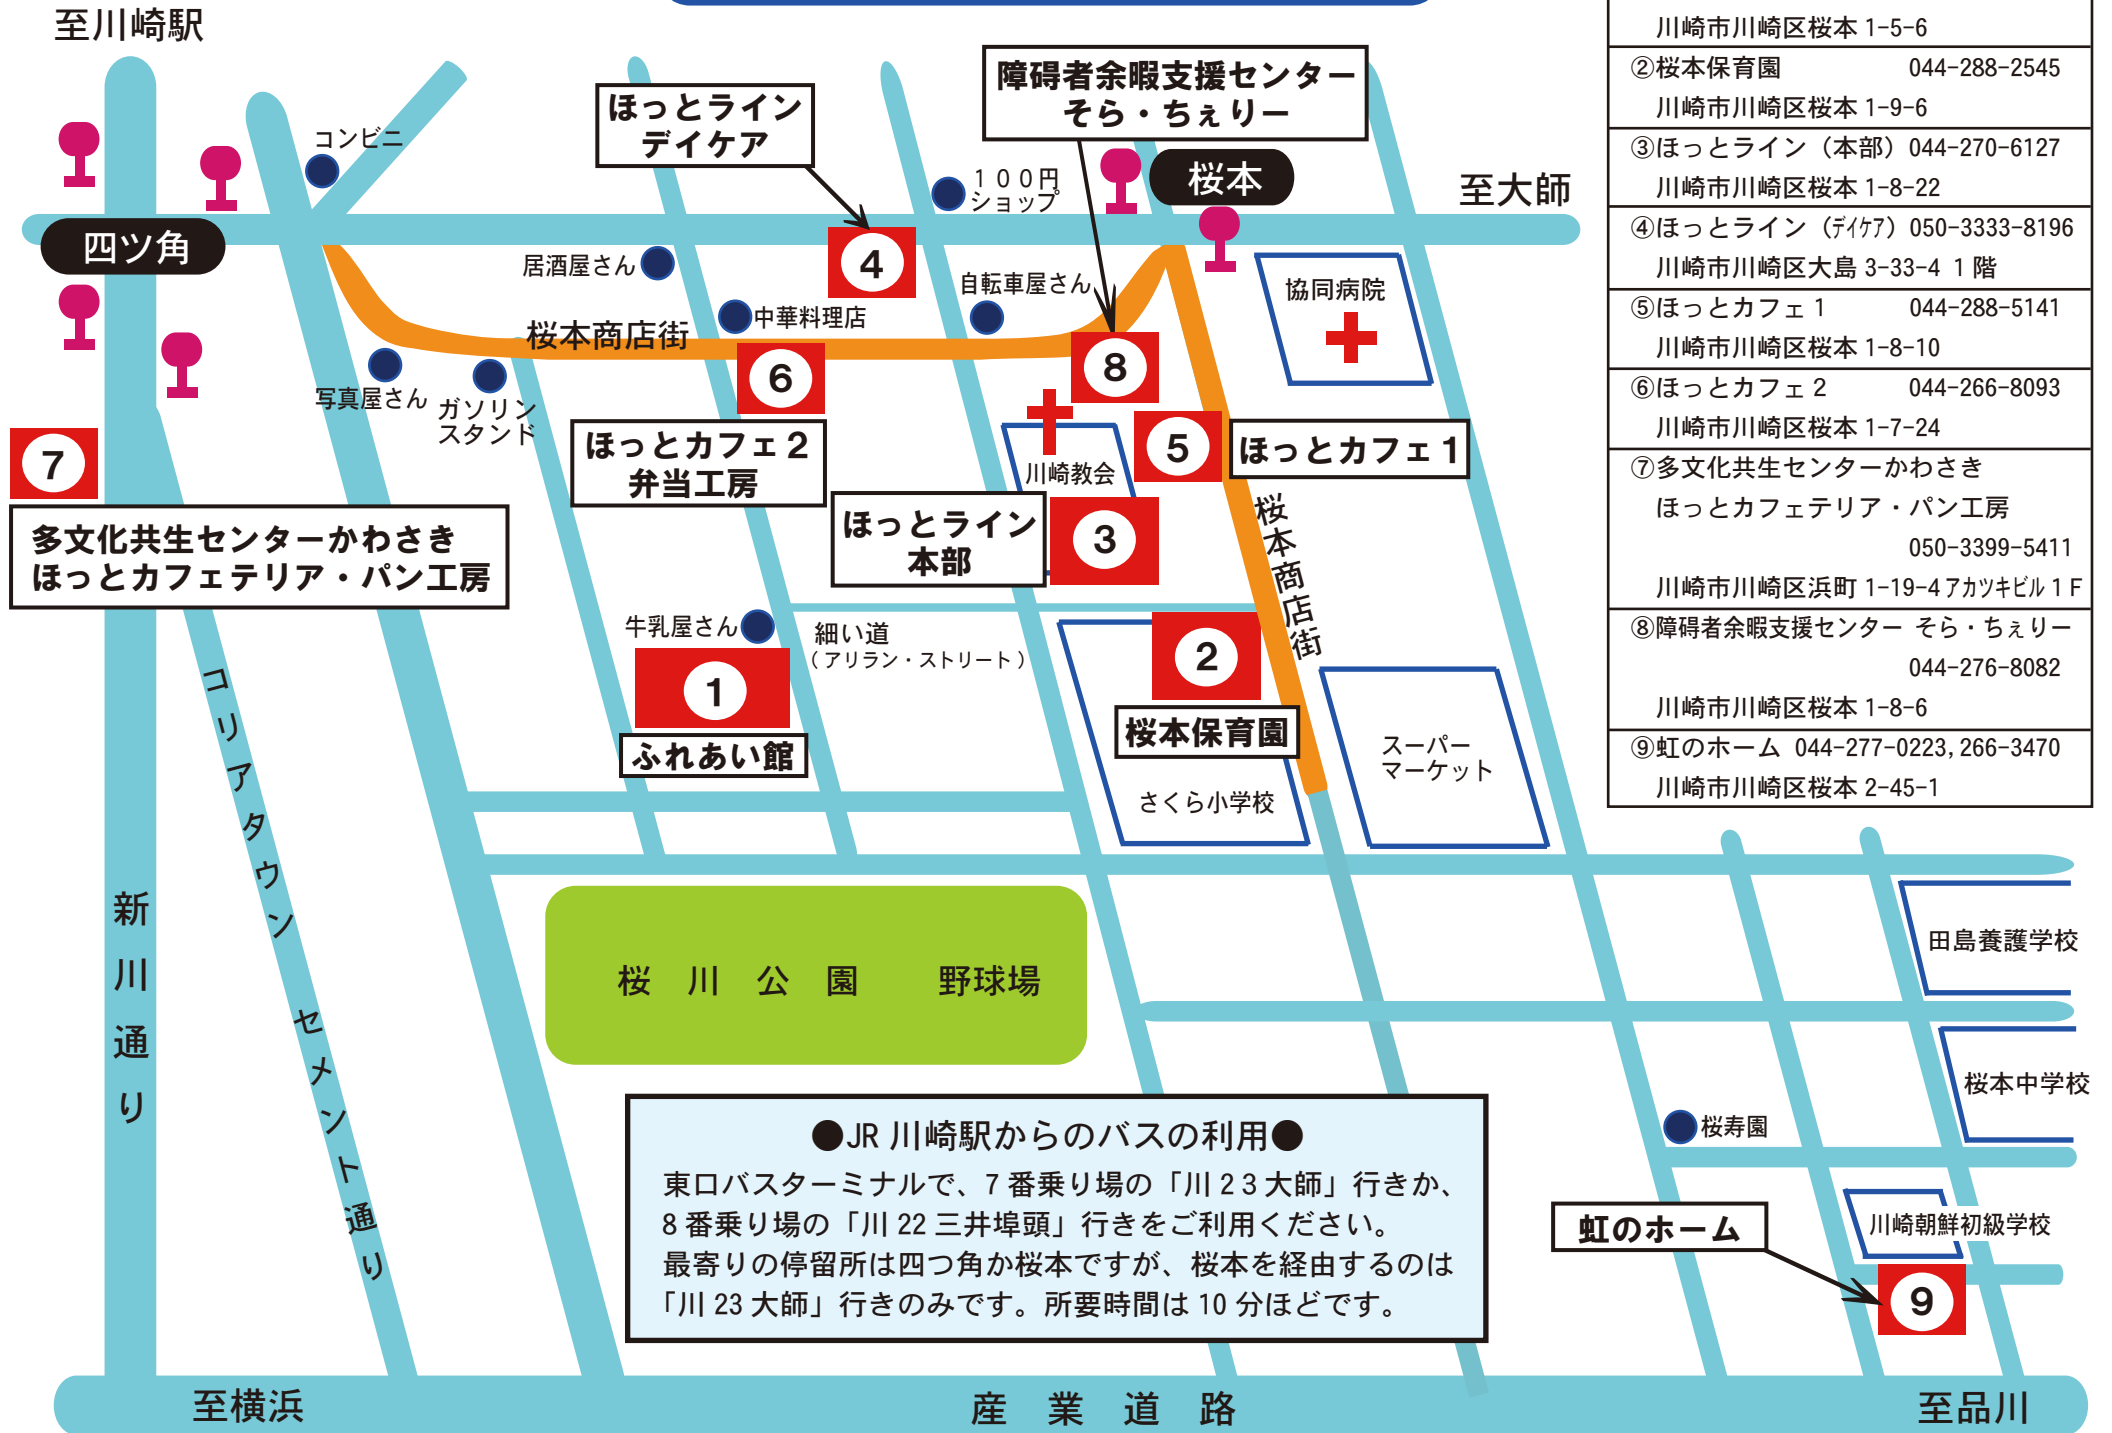 至川崎駅
コンビニ
四ツ角
ほっとライン
デイケア
障碍者余暇支援センター
そら・ちぇりー
１００円
ショップ
桜本
至大師
居酒屋さん
4
自転車屋さん
協同病院
中華料理店
桜本商店街
写真屋さん
ガソリン
スタンド
6
8
ほっとカフェ２
弁当工房
川崎教会
5
ほっとカフェ１
7
多文化共生センターかわさき
ほっとカフェテリア・パン工房
ほっとライン
本部
3
桜本商店街
牛乳屋さん
細い道
（アリラン・ストリート）
1
ふれあい館
2
桜本保育園
さくら小学校
スーパー
マーケット
コリアタウン セメント通り
新川通り
桜川公園 野球場
田島養護学校
桜本中学校
桜寿園
虹のホーム
川崎朝鮮初級学校
9
●JR 川崎駅からのバスの利用●
東口バスターミナルで、7 番乗り場の「川 2 3 大師」行きか、
8 番乗り場の「川 22 三井埠頭」行きをご利用ください。
最寄りの停留所は四つ角か桜本ですが、桜本を経由するのは
「川 23 大師」行きのみです。所要時間は 10 分ほどです。
至横浜
産業道路
至品川
川崎市川崎区桜本 1-5-6
②桜本保育園 044-288-2545
川崎市川崎区桜本 1-9-6
③ほっとライン（本部）044-270-6127
川崎市川崎区桜本 1-8-22
④ほっとライン（ﾃﾞｲｹｱ）050-3333-8196
川崎市川崎区大島 3-33-4 １階
⑤ほっとカフェ１ 044-288-5141
川崎市川崎区桜本 1-8-10
⑥ほっとカフェ２ 044-266-8093
川崎市川崎区桜本 1-7-24
⑦多文化共生センターかわさき
ほっとカフェテリア・パン工房
050-3399-5411
川崎市川崎区浜町 1-19-4 ｱｶﾂｷﾋﾞﾙ１F
⑧障碍者余暇支援センター そら・ちぇりー
044-276-8082
川崎市川崎区桜本 1-8-6
⑨虹のホーム 044-277-0223, 266-3470
川崎市川崎区桜本 2-45-1